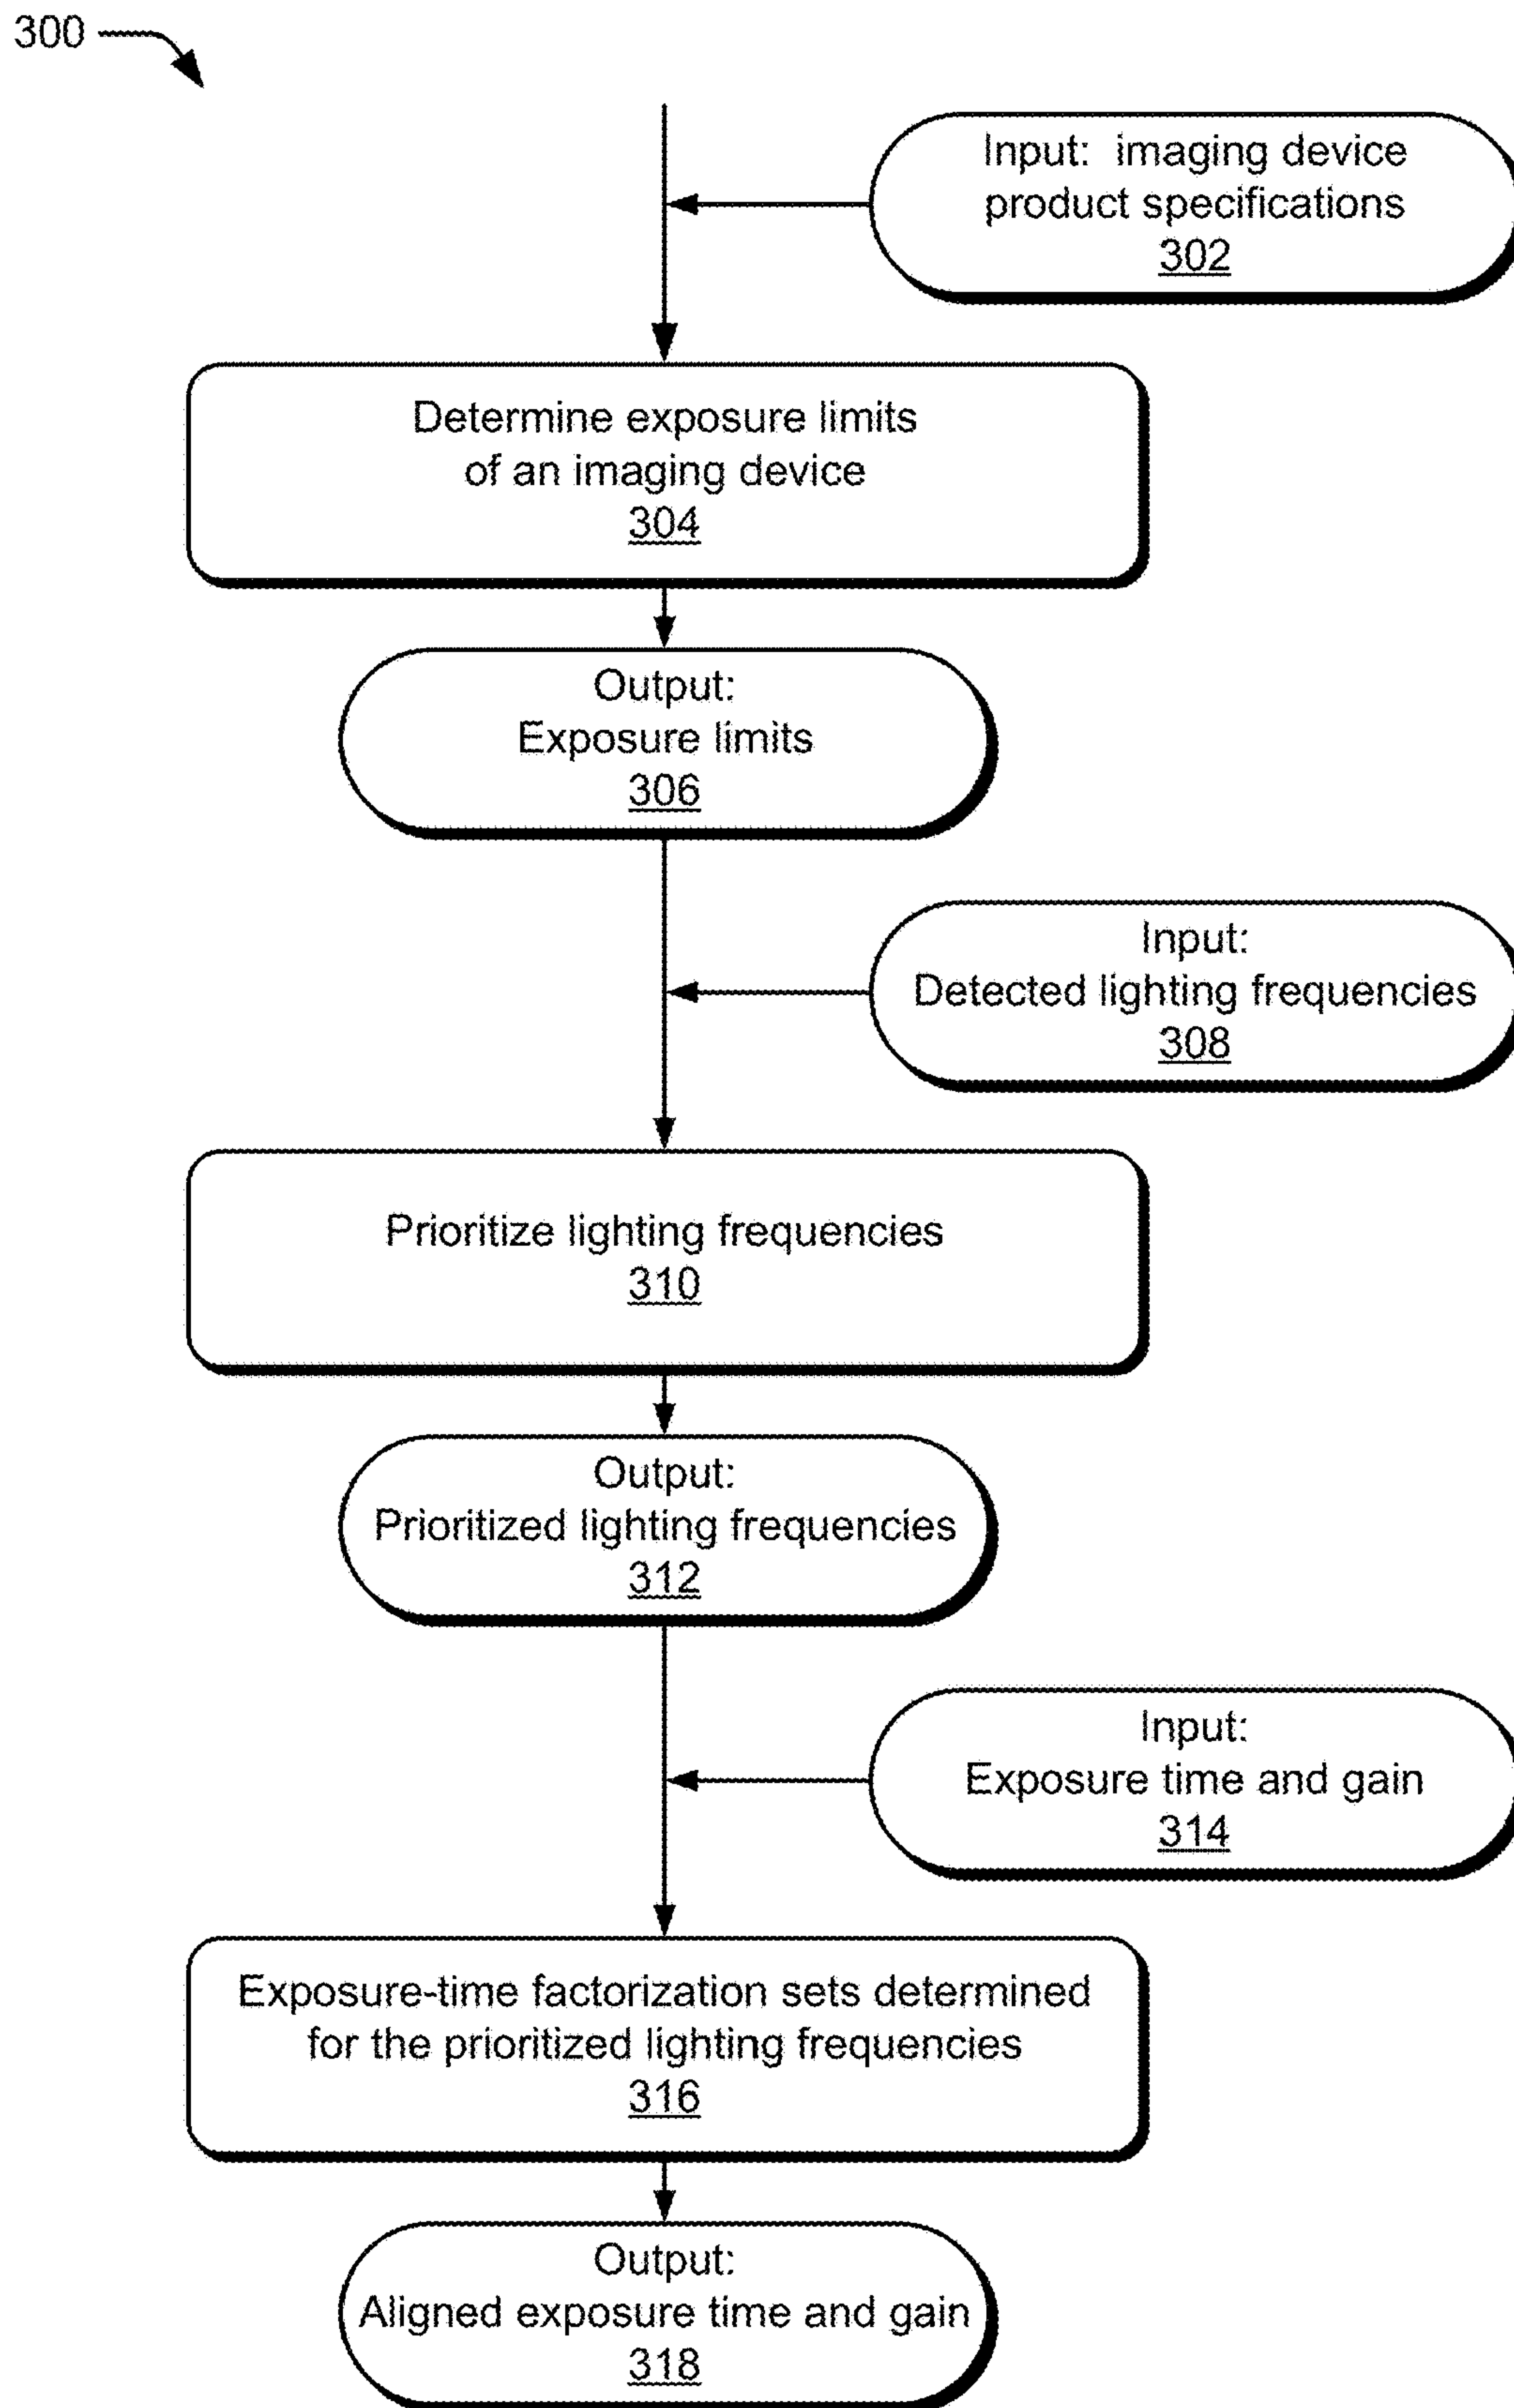 300
Input: imaging device
product specifications
302
Determine exposure limits
of an imaging device
304
Output:
Exposure limits
306
Input:
Detected lighting frequencies
308
Prioritize lighting frequencies
310
Output:
Prioritized lighting frequencies
312
Input:
Exposure time and gain
314
Exposure-time factorization sets determined
for the prioritized lighting frequencies
316
Output:
Aligned exposure time and gain
318